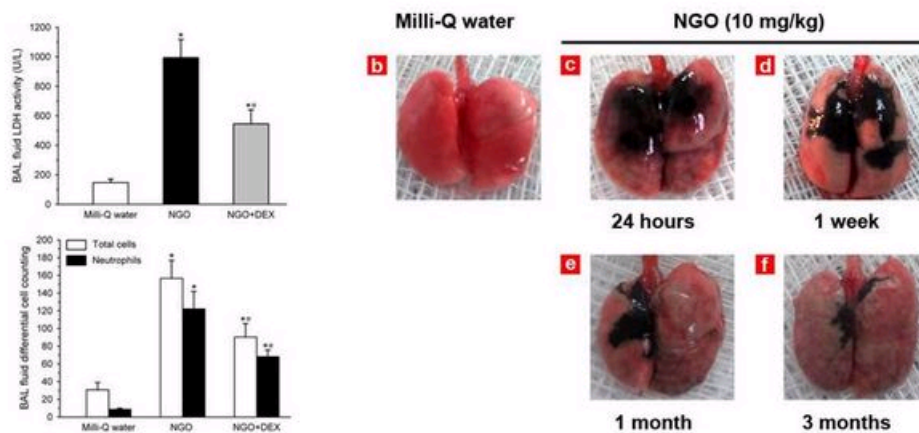 BAL fluid LDH activity (U/L)
1200
1000
800
600
400
200
0
*
*¤
Milli-Q water NGO NGO+DEX
BAL fluid differential cell counting
200
180
160
140
120
100
80
60
40
20
0
Total cells
Neutrophils
* *
*¤ *¤
Milli-Q water NGO NGO+DEX
Milli-Q water NGO (10 mg/kg)
b c d
24 hours 1 week
e f
1 month 3 months